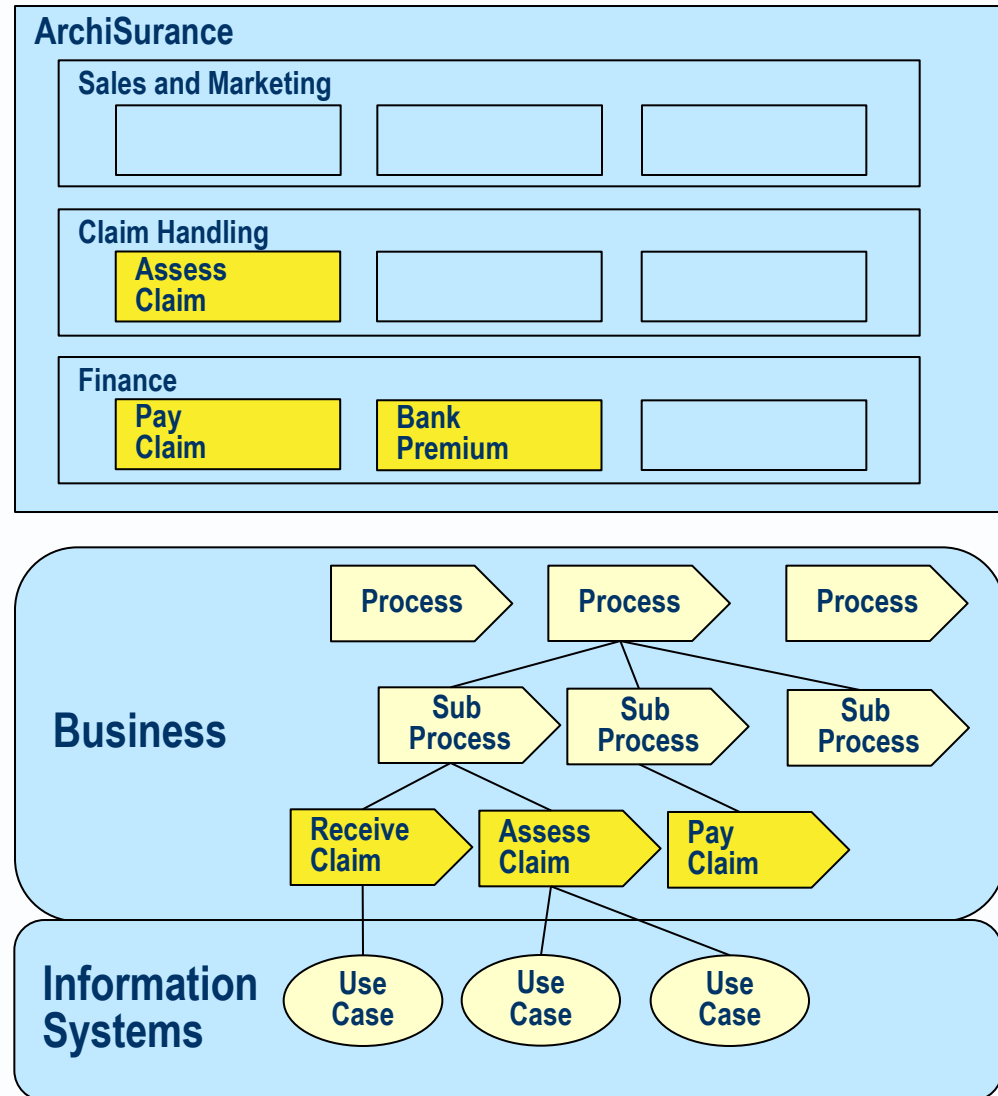 ArchiSurance
Sales and Marketing
Claim Handling
Assess
Claim
Finance
Pay
Claim
Bank
Premium
Process
Process
Process
Business
Sub
Process
Sub
Process
Sub
Process
Receive
Claim
Assess
Claim
Pay
Claim
Information
Systems
Use
Case
Use
Case
Use
Case